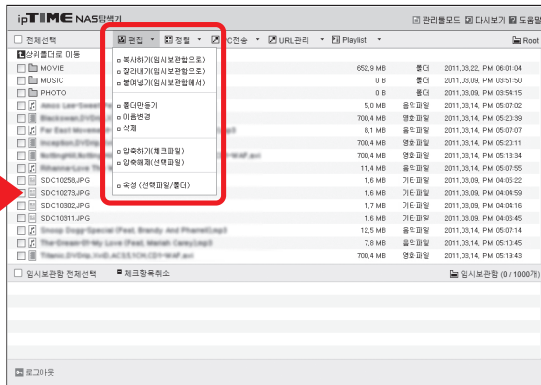 ipTIME NAS탐색기 관리툴모드 다시보기 도움말
전체선택 편집 정렬 PC전송 URL관리 Playlist Root
상위폴더로 이동
복사하기(임시보관함으로)
잘라내기(임시보관함으로)
붙여넣기(임시보관함에서)
폴더만들기
이름변경
삭제
압축하기(체크파일)
압축해제(선택파일)
속성 (선택파일/폴더)
MOVIE 652,9 MB 폴더 2011,03,22, PM 06:01:04
MUSIC 0 B 폴더 2011,03,09, PM 03:51:50
PHOTO 0 B 폴더 2011,03,09, PM 03:54:15
5,0 MB 음악파일 2011,03,14, PM 05:07:02
700,4 MB 영화파일 2011,03,14, PM 05:23:39
8,1 MB 음악파일 2011,03,14, PM 05:07:07
700,4 MB 영화파일 2011,03,14, PM 05:23:11
700,4 MB 영화파일 2011,03,14, PM 05:13:34
11,4 MB 음악파일 2011,03,14, PM 05:07:55
SDC10258.JPG 1,6 MB 기타파일 2011,03,09, PM 04:03:22
SDC10273.JPG 1,6 MB 기타파일 2011,03,09, PM 04:04:59
SDC10302.JPG 1,7 MB 기타파일 2011,03,09, PM 04:04:16
SDC10311.JPG 1,6 MB 기타파일 2011,03,09, PM 04:03:45
12,5 MB 음악파일 2011,03,14, PM 05:07:14
7,8 MB 음악파일 2011,03,14, PM 05:13:45
700,4 MB 영화파일 2011,03,14, PM 05:13:43
임시보관함 전체선택 체크항목취소 임시보관함 (0 / 1000개)
로그아웃